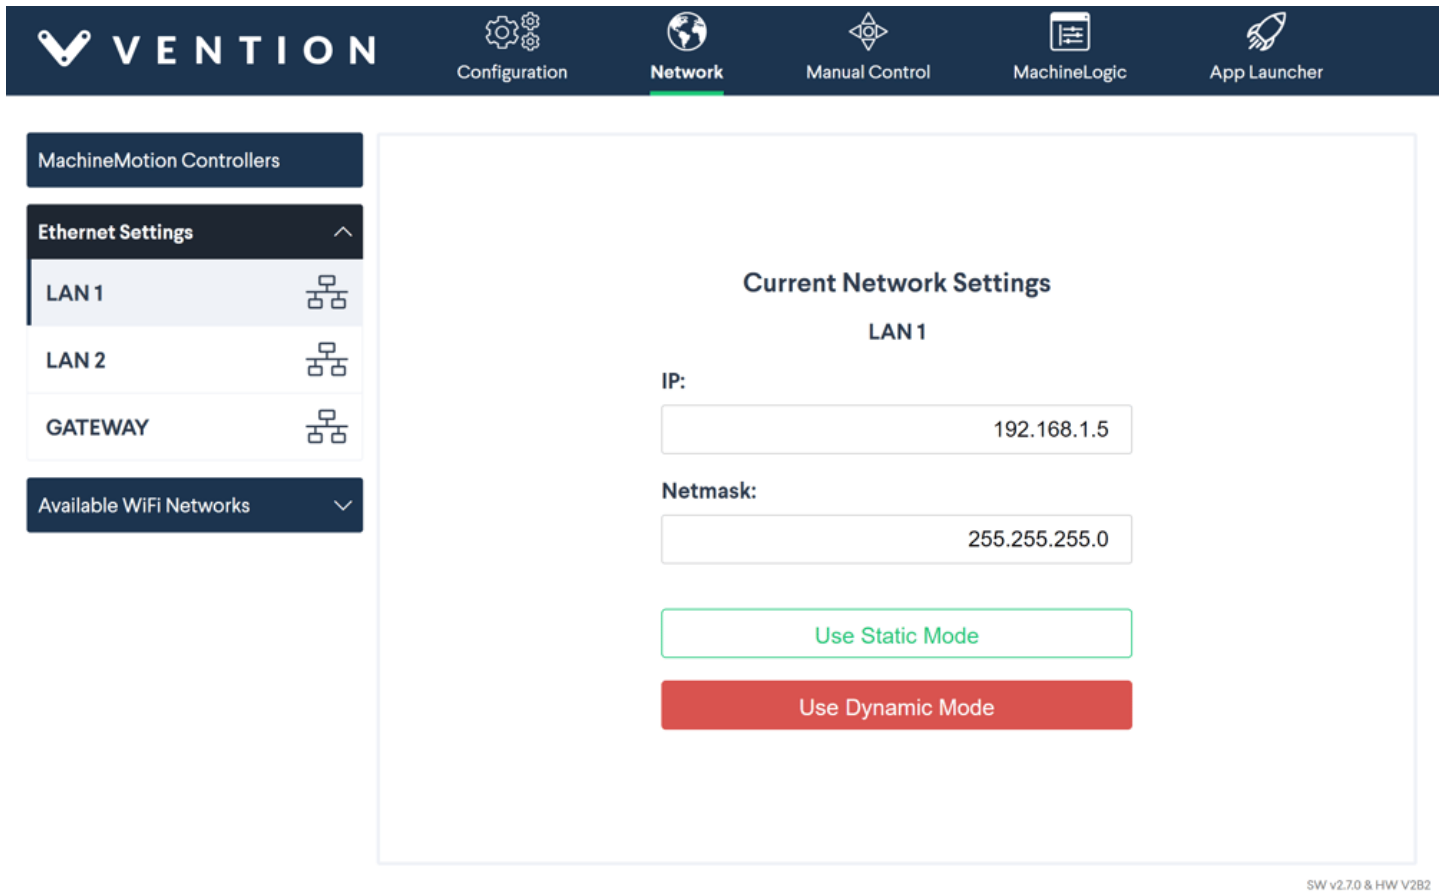 VENTION
Configuration
Network
Manual Control
MachineLogic
App Launcher
MachineMotion Controllers
Ethernet Settings
LAN 1
LAN 2
GATEWAY
Available WiFi Networks
Current Network Settings
LAN 1
IP:
192.168.1.5
Netmask:
255.255.255.0
Use Static Mode
Use Dynamic Mode
SW v2.7.0 & HW V2B2